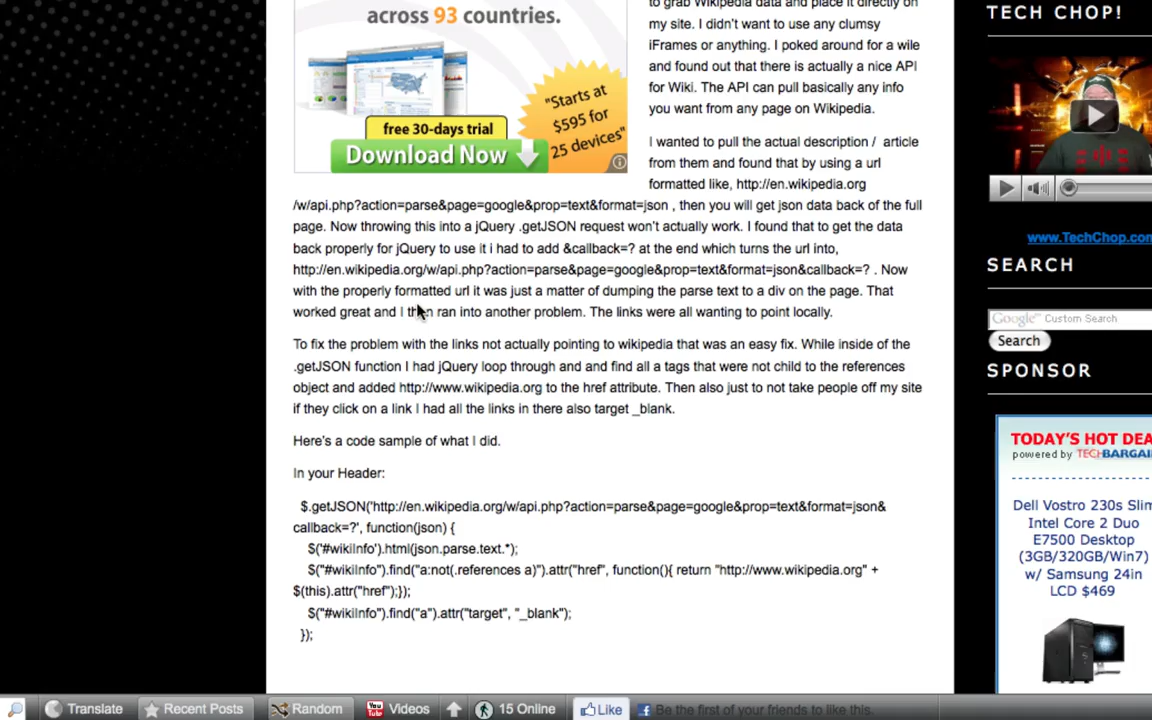 across 93 countries.
"Starts at
$595 for
25 devices"
free 30-days trial
Download Now
to grab Wikipedia data and place it directly on
my site. I didn't want to use any clumsy
iFrames or anything. I poked around for a wile
and found out that there is actually a nice API
for Wiki. The API can pull basically any info
you want from any page on Wikipedia.
I wanted to pull the actual description / article
from them and found that by using a url
formatted like, http://en.wikipedia.org
/w/api.php?action=parse&page=google&prop=text&format=json , then you will get json data back of the full
page. Now throwing this into a jQuery .getJSON request won't actually work. I found that to get the data
back properly for jQuery to use it i had to add &callback=? at the end which turns the url into,
http://en.wikipedia.org/w/api.php?action=parse&page=google&prop=text&format=json&callback=? . Now
with the properly formatted url it was just a matter of dumping the parse text to a div on the page. That
worked great and I then ran into another problem. The links were all wanting to point locally.
To fix the problem with the links not actually pointing to wikipedia that was an easy fix. While inside of the
.getJSON function I had jQuery loop through and and find all a tags that were not child to the references
object and added http://www.wikipedia.org to the href attribute. Then also just to not take people off my site
if they click on a link I had all the links in there also target _blank.
Here's a code sample of what I did.
In your Header:
$.getJSON('http://en.wikipedia.org/w/api.php?action=parse&page=google&prop=text&format=json&
callback=?', function(json) {
$('#wikiInfo').html(json.parse.text.*);
$("#wikiInfo").find("a:not(.references a)").attr("href", function(){ return "http://www.wikipedia.org" +
$(this).attr("href");});
$("#wikiInfo").find("a").attr("target", "_blank");
});
TECH CHOP!
www.TechChop.com
SEARCH
Google™ Custom Search
Search
SPONSOR
TODAY'S HOT DEA
powered by TECHBARGAI
Dell Vostro 230s Slim
Intel Core 2 Duo
E7500 Desktop
(3GB/320GB/Win7)
w/ Samsung 24in
LCD $469
Translate
Recent Posts
Random
You Tube Videos
15 Online
Like
Be the first of your friends to like this.